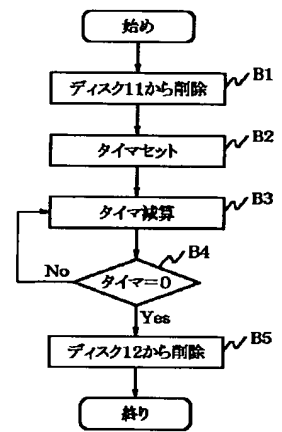 始め
ディスク11から削除
B1
タイマセット
B2
タイマ減算
B3
タイマ=0
B4
No
Yes
ディスク12から削除
B5
終り